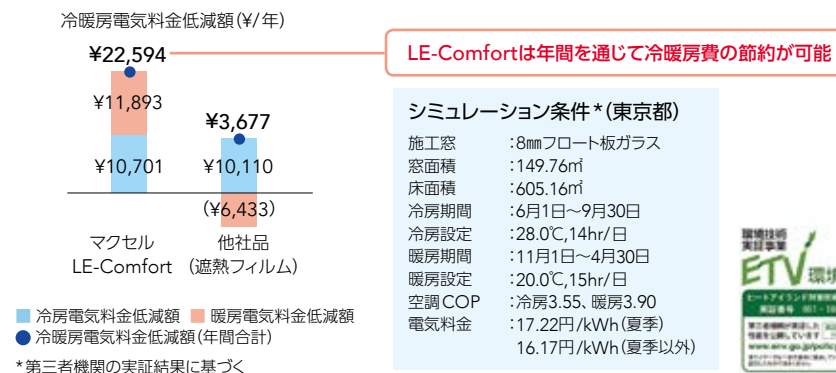 冷暖房電気料金低減額(¥/年)
¥22,594
LE-Comfortは年間を通じて冷暖房費の節約が可能
¥11,893
¥10,701
¥3,677
¥10,110
(¥6,433)
マクセル
LE-Comfort
他社品
(遮熱フィルム)
冷房電気料金低減額 暖房電気料金低減額
冷暖房電気料金低減額(年間合計)
*第三者機関の実証結果に基づく
シミュレーション条件*(東京都)
施工窓 :8㎜フロート板ガラス
窓面積 :149.76㎡
床面積 :605.16㎡
冷房期間 :6月1日~9月30日
冷房設定 :28.0℃,14hr/日
暖房期間 :11月1日~4月30日
暖房設定 :20.0℃,15hr/日
空調COP :冷房3.55、暖房3.90
電気料金 :17.22円/kWh(夏季)
16.17円/kWh(夏季以外)
環境技術
実証事業
ETV 環境